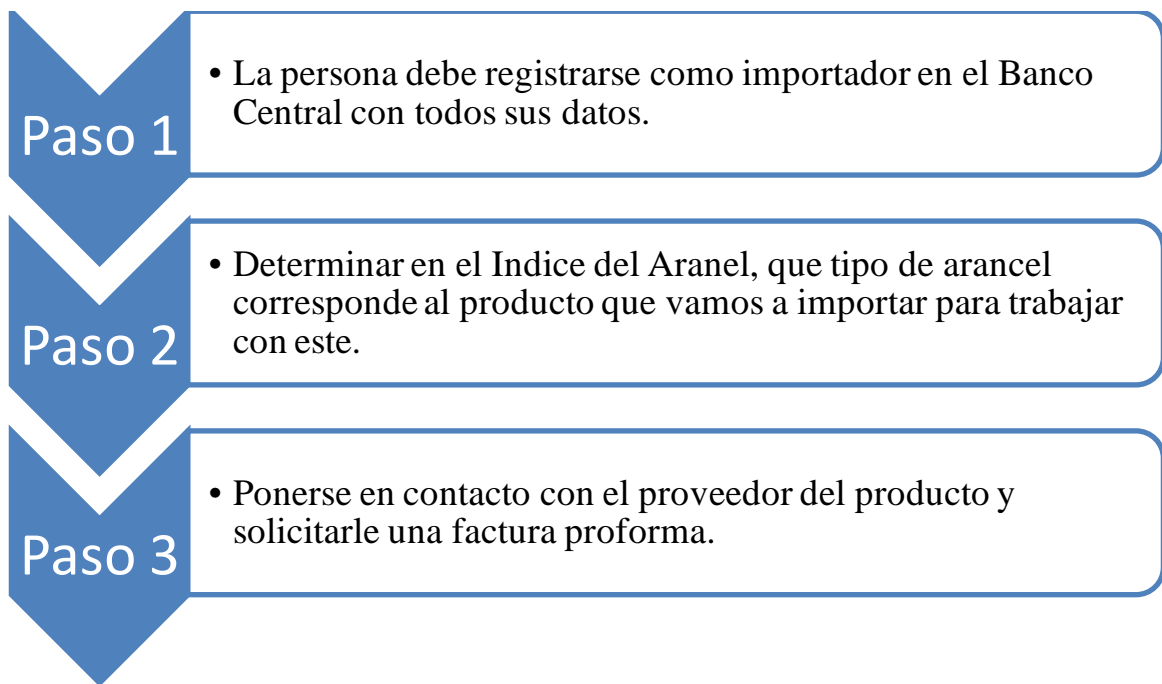 Paso 1
• La persona debe registrarse como importador en el Banco
Central con todos sus datos.
Paso 2
• Determinar en el Indice del Aranel, que tipo de arancel
corresponde al producto que vamos a importar para trabajar
con este.
Paso 3
• Ponerse en contacto con el proveedor del producto y
solicitarle una factura proforma.